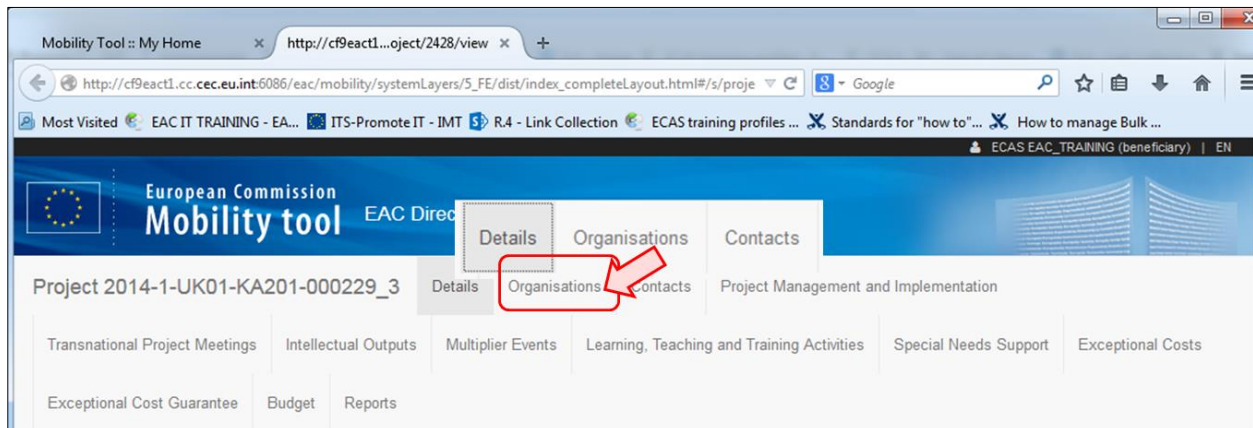 Mobility Tool :: My Home × http://cf9eact1...oject/2428/view × +
http://cf9eact1.cc.cec.eu.int:6086/eac/mobility/systemLayers/5_FE/dist/index_completeLayout.html#/s/proje Google
Most Visited EAC IT TRAINING - EA... ITS-Promote IT - IMT R.4 - Link Collection ECAS training profiles ... Standards for "how to"... How to manage Bulk ...
ECAS EAC_TRAINING (beneficiary) | EN
European Commission
Mobility tool EAC Direc
Details Organisations Contacts
Project 2014-1-UK01-KA201-000229_3 Details Organisations Contacts Project Management and Implementation
Transnational Project Meetings Intellectual Outputs Multiplier Events Learning, Teaching and Training Activities Special Needs Support Exceptional Costs
Exceptional Cost Guarantee Budget Reports